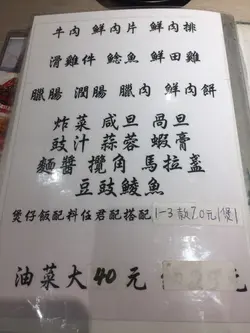 牛肉 鮮肉片 鮮肉排
滑雞件 鯰魚 鮮田雞
臘腸 潤腸 臘肉 鮮肉餅
炸菜 咸旦 咼旦
豉汁 蒜蓉 蝦膏
麵醬 欖角 馬拉盞
豆豉鯪魚
煲仔飯配料任君配搭配 1-3款70元(煲)
油菜大40元